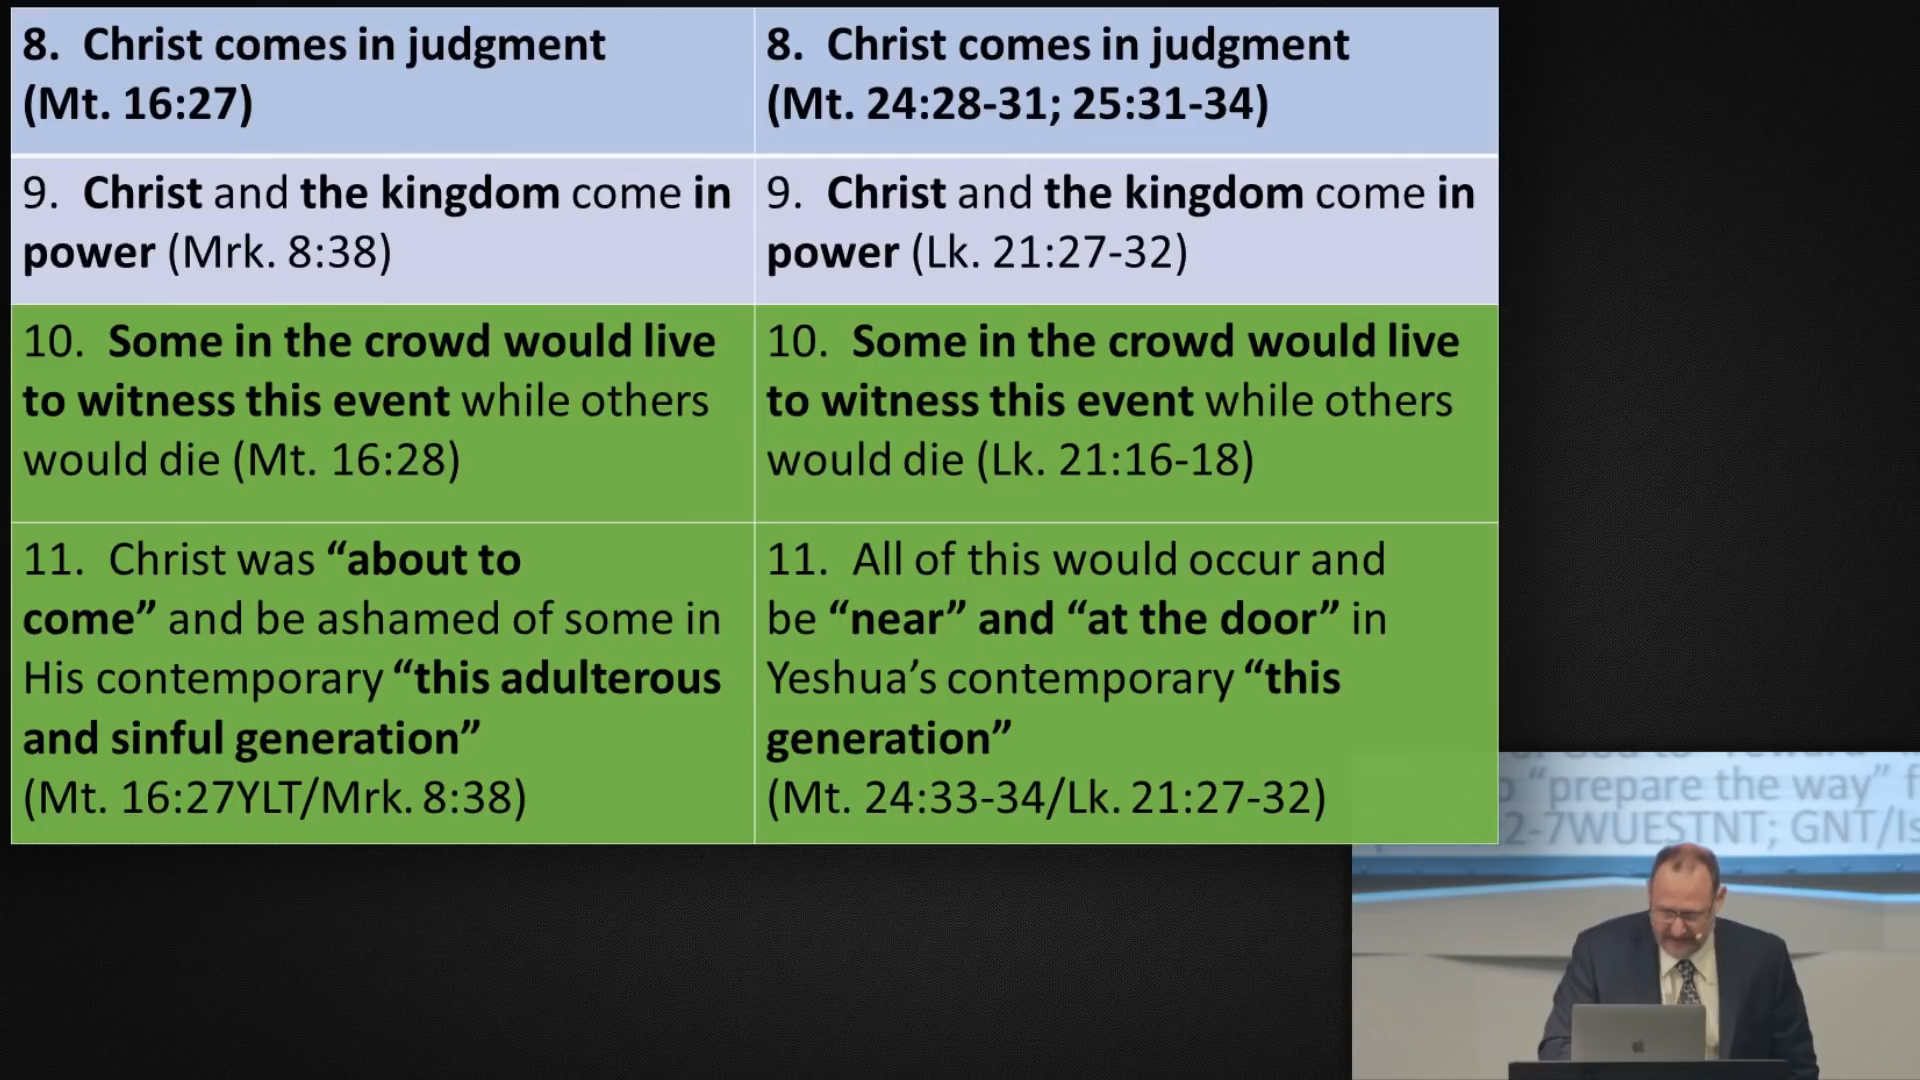 8.  Christ comes in judgment
(Mt. 16:27)
8.  Christ comes in judgment
(Mt. 24:28-31; 25:31-34)
9.  Christ and the kingdom come in
power (Mrk. 8:38)
9.  Christ and the kingdom come in
power (Lk. 21:27-32)
10.  Some in the crowd would live
to witness this event while others
would die (Mt. 16:28)
10.  Some in the crowd would live
to witness this event while others
would die (Lk. 21:16-18)
11.  Christ was “about to
come” and be ashamed of some in
His contemporary “this adulterous
and sinful generation”
(Mt. 16:27YLT/Mrk. 8:38)
11.  All of this would occur and
be “near” and “at the door” in
Yeshua’s contemporary “this
generation”
(Mt. 24:33-34/Lk. 21:27-32)
“prepare the way”
2-7WUESTNT; GNT/Is